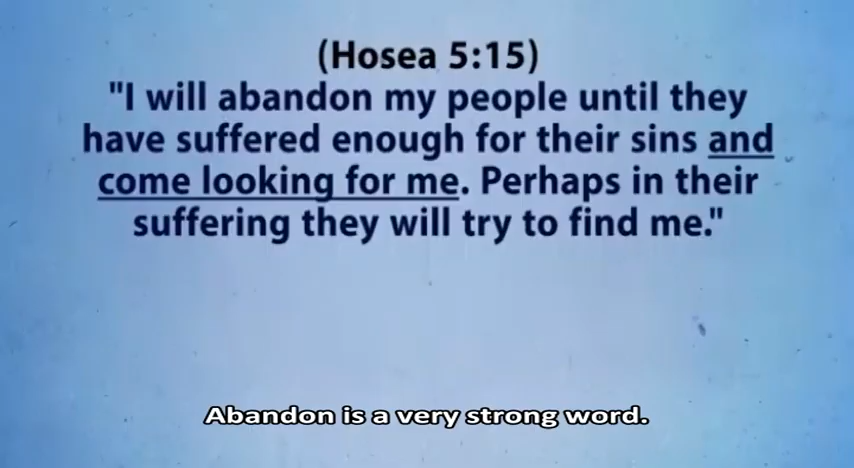 (Hosea 5:15)
"I will abandon my people until they
have suffered enough for their sins and
come looking for me. Perhaps in their
suffering they will try to find me."
Abandon is a very strong word.